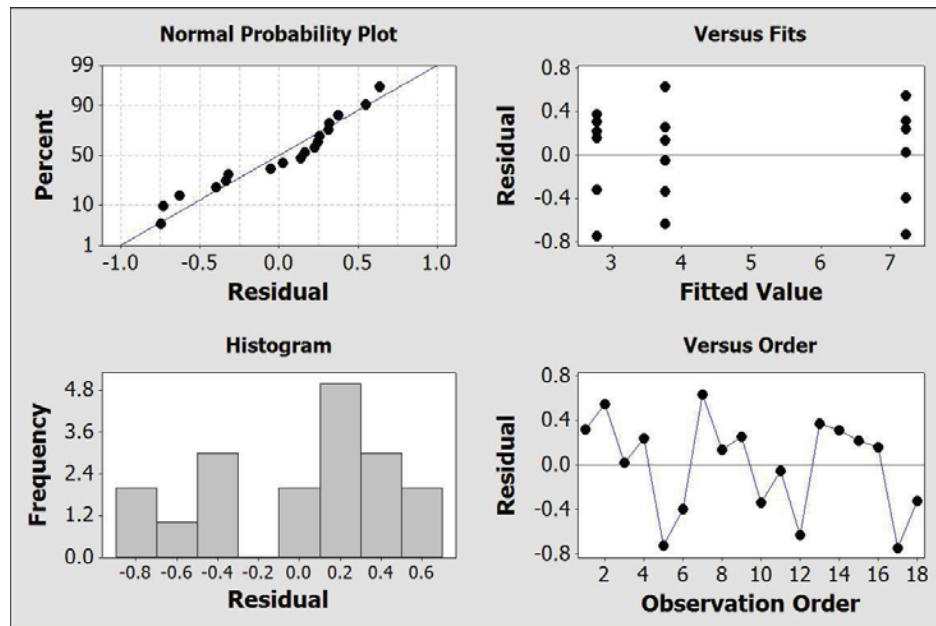 Normal Probability Plot
99
90
50
10
1
Percent
-1.0 -0.5 0.0 0.5 1.0
Residual
Versus Fits
0.8
0.4
0.0
-0.4
-0.8
Residual
3 4 5 6 7
Fitted Value
Histogram
4.8
3.6
2.4
1.2
0.0
Frequency
-0.8 -0.6 -0.4 -0.2 0.0 0.2 0.4 0.6
Residual
Versus Order
0.8
0.4
0.0
-0.4
-0.8
Residual
2 4 6 8 10 12 14 16 18
Observation Order